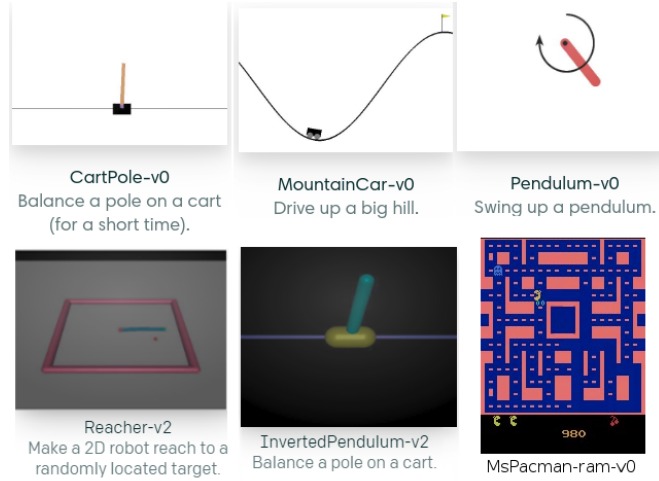 CartPole-v0
Balance a pole on a cart
(for a short time).
MountainCar-v0
Drive up a big hill.
Pendulum-v0
Swing up a pendulum.
Reacher-v2
Make a 2D robot reach to a
randomly located target.
InvertedPendulum-v2
Balance a pole on a cart.
980
MsPacman-ram-v0